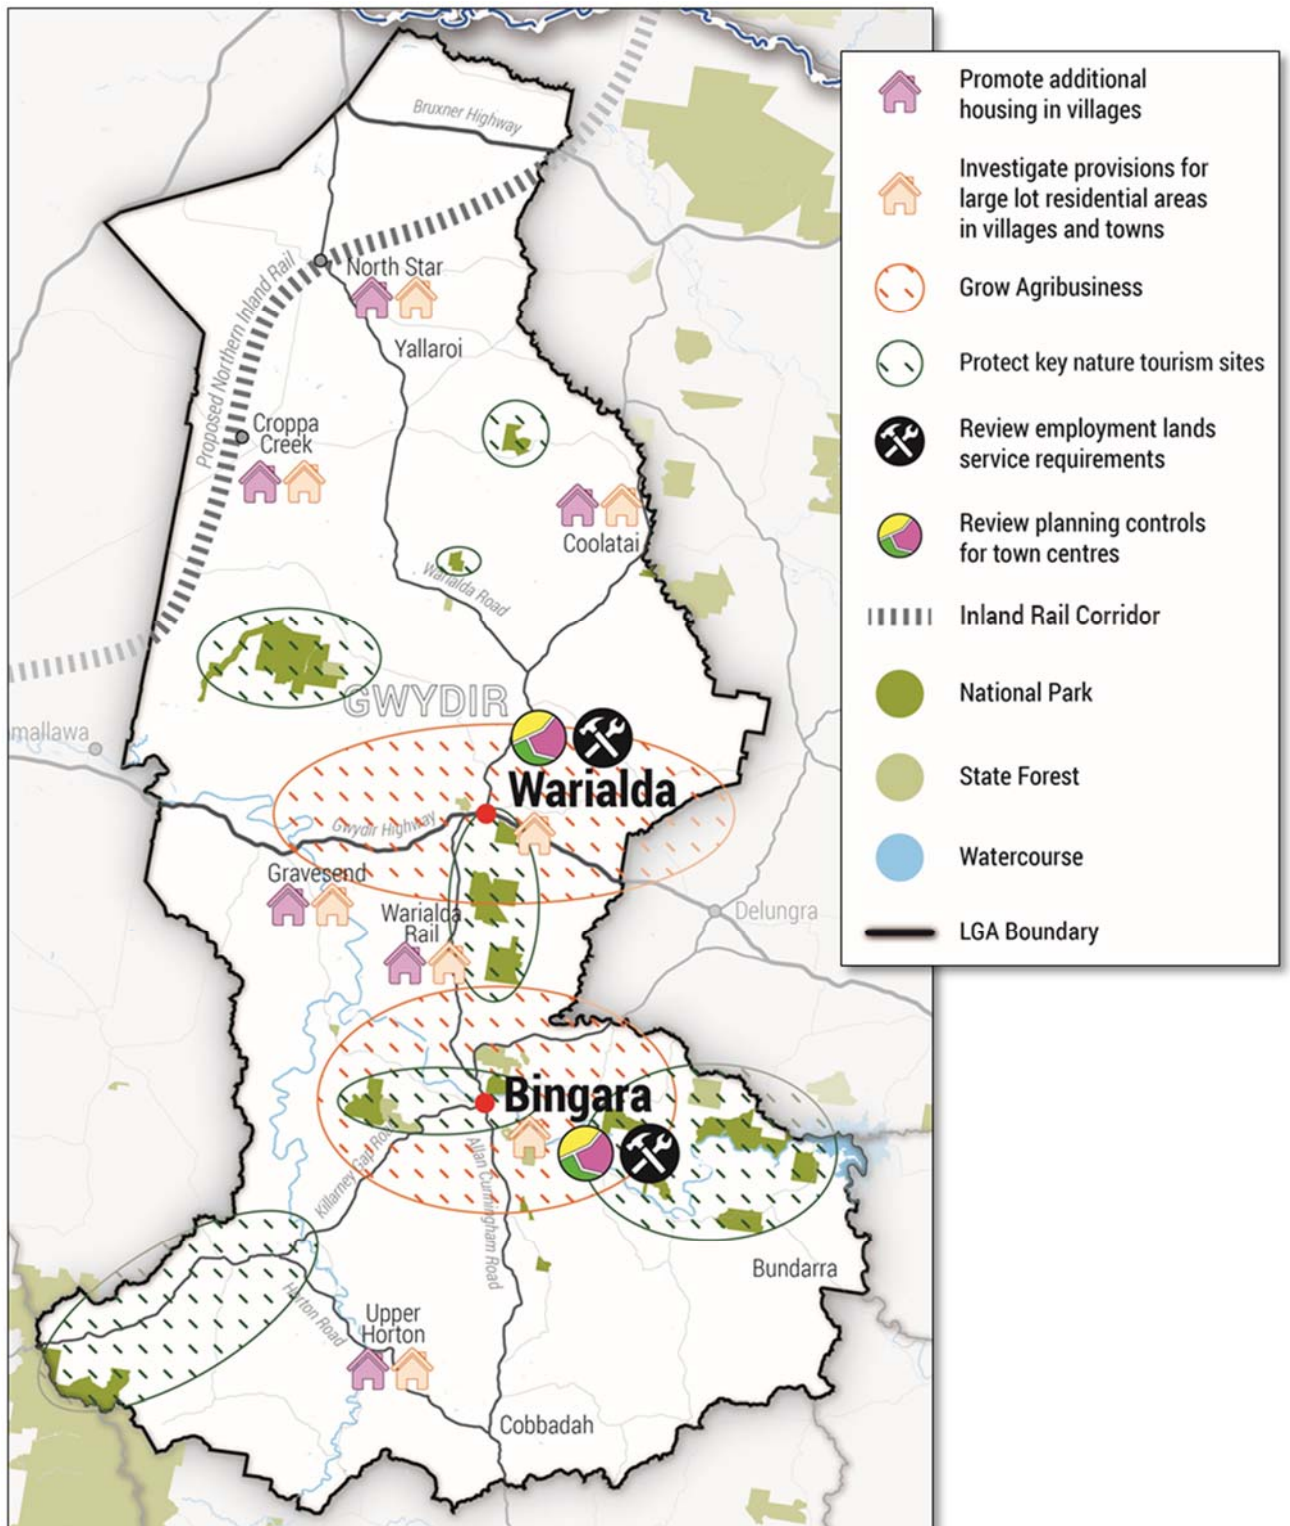 Bruxner Highway
Proposed Northern Inland Rail
North Star
Yallaroi
Croppa
Creek
Coolatai
Warialda Road
GWYDIR
mallawa
Warialda
Gwydir Highway
Gravesend
Warialda
Rail
Delungra
Bingara
Killarney Gap Road
Allan Cunningham Road
Bundarra
Horton Road
Upper
Horton
Cobbadah
Promote additional
housing in villages
Investigate provisions for
large lot residential areas
in villages and towns
Grow Agribusiness
Protect key nature tourism sites
Review employment lands
service requirements
Review planning controls
for town centres
Inland Rail Corridor
National Park
State Forest
Watercourse
LGA Boundary